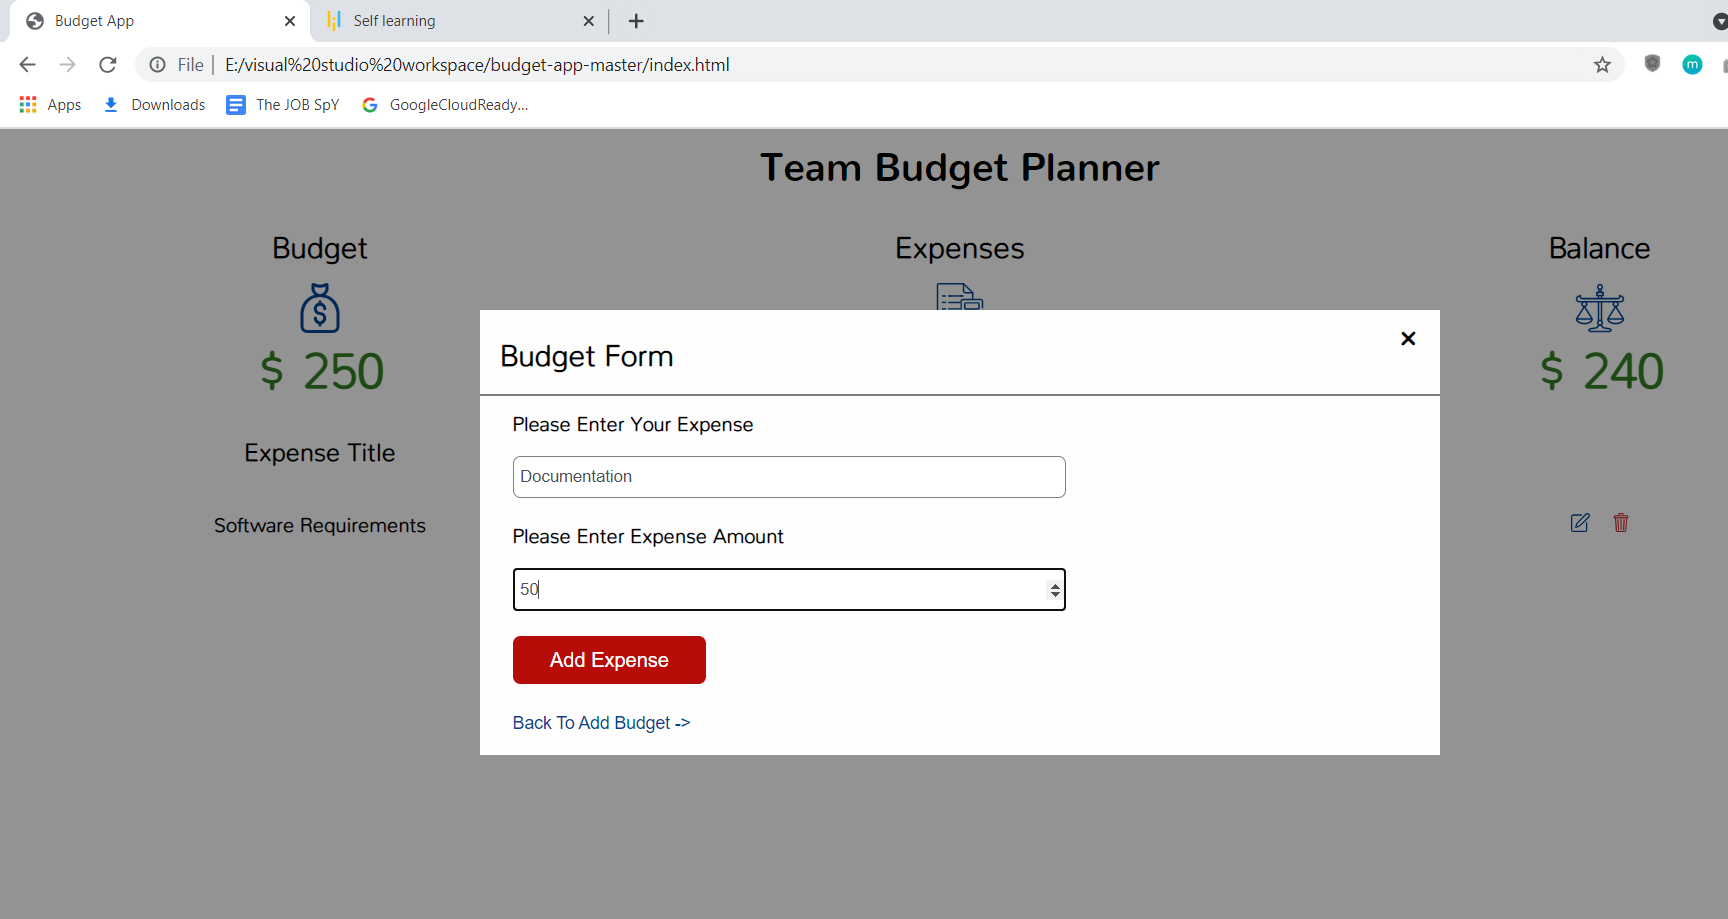 Budget App
Self learning
File
E:/visual%20studio%20workspace/budget-app-master/index.html
m
Apps
Downloads
The JOB SpY
GoogleCloudReady...
Team Budget Planner
Budget
Expenses
Balance
$ 250
$ 240
Budget Form
Please Enter Your Expense
Expense Title
Documentation
Software Requirements
Please Enter Expense Amount
50
Add Expense
Back To Add Budget ->